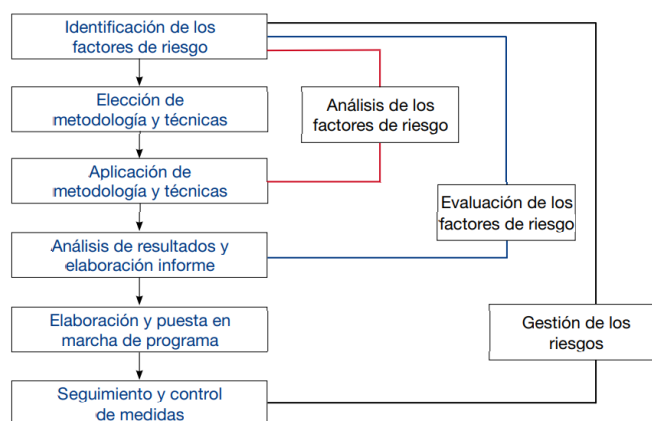 Identificación de los
factores de riesgo
Elección de
metodología y técnicas
Análisis de los
factores de riesgo
Aplicación de
metodología y técnicas
Evaluación de los
factores de riesgo
Análisis de resultados y
elaboración informe
Elaboración y puesta en
marcha de programa
Gestión de los
riesgos
Seguimiento y control
de medidas